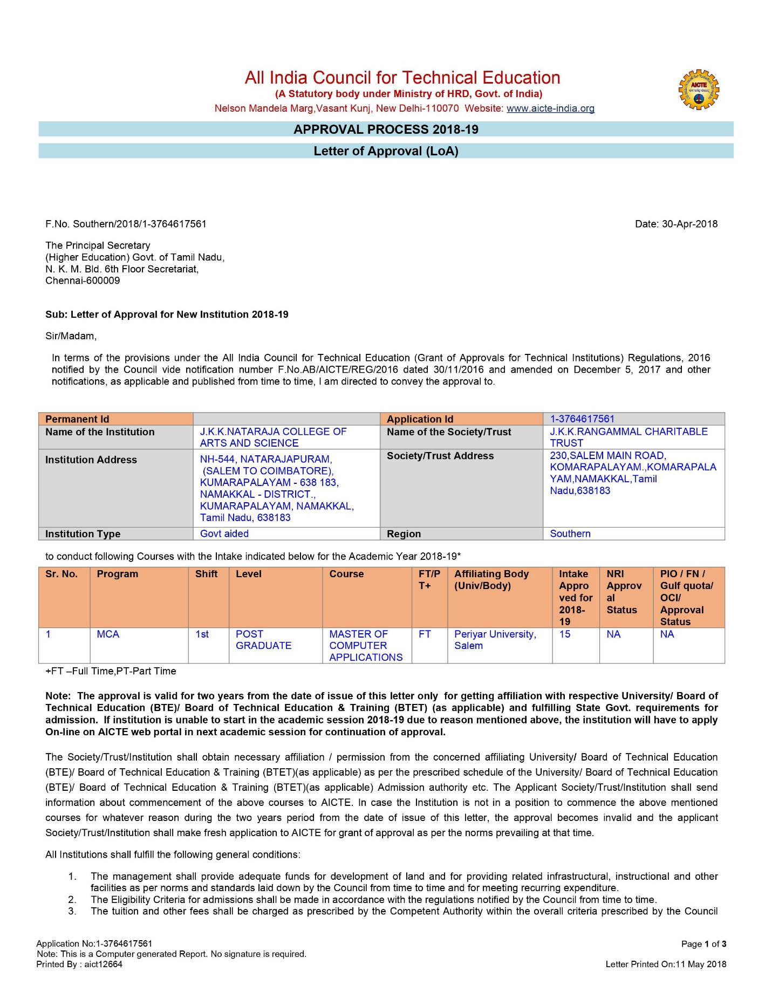 All India Council for Technical Education
(A Statutory body under Ministry of HRD, Govt. of India)
Nelson Mandela Marg,Vasant Kunj, New Delhi-110070 Website: www.aicte-india.org
AICTE
APPROVAL PROCESS 2018-19
Letter of Approval (LoA)
F.No. Southern/2018/1-3764617561 Date: 30-Apr-2018
The Principal Secretary
(Higher Education) Govt. of Tamil Nadu,
N. K. M. Bld. 6th Floor Secretariat,
Chennai-600009
Sub: Letter of Approval for New Institution 2018-19
Sir/Madam,
In terms of the provisions under the All India Council for Technical Education (Grant of Approvals for Technical Institutions) Regulations, 2016
notified by the Council vide notification number F.No.AB/AICTE/REG/2016 dated 30/11/2016 and amended on December 5, 2017 and other
notifications, as applicable and published from time to time, I am directed to convey the approval to.
Permanent Id
Application Id
1-3764617561
Name of the Institution
J.K.K.NATARAJA COLLEGE OF
ARTS AND SCIENCE
Name of the Society/Trust
J.K.K.RANGAMMAL CHARITABLE
TRUST
Institution Address
NH-544, NATARAJAPURAM,
(SALEM TO COIMBATORE),
KUMARAPALAYAM - 638 183,
NAMAKKAL - DISTRICT.,
KUMARAPALAYAM, NAMAKKAL,
Tamil Nadu, 638183
Society/Trust Address
230,SALEM MAIN ROAD,
KOMARAPALAYAM.,KOMARAPALA
YAM,NAMAKKAL,Tamil
Nadu,638183
Institution Type
Govt aided
Region
Southern
to conduct following Courses with the Intake indicated below for the Academic Year 2018-19*
Sr. No.
Program
Shift
Level
Course
FT/P
T+
Affiliating Body
(Univ/Body)
Intake
Appro
ved for
2018-
19
NRI
Approv
al
Status
PIO / FN /
Gulf quota/
OCI/
Approval
Status
1
MCA
1st
POST
GRADUATE
MASTER OF
COMPUTER
APPLICATIONS
FT
Periyar University,
Salem
15
NA
NA
+FT –Full Time,PT-Part Time
Note: The approval is valid for two years from the date of issue of this letter only for getting affiliation with respective University/ Board of
Technical Education (BTE)/ Board of Technical Education & Training (BTET) (as applicable) and fulfilling State Govt. requirements for
admission. If institution is unable to start in the academic session 2018-19 due to reason mentioned above, the institution will have to apply
On-line on AICTE web portal in next academic session for continuation of approval.
The Society/Trust/Institution shall obtain necessary affiliation / permission from the concerned affiliating University/ Board of Technical Education
(BTE)/ Board of Technical Education & Training (BTET)(as applicable) as per the prescribed schedule of the University/ Board of Technical Education
(BTE)/ Board of Technical Education & Training (BTET)(as applicable) Admission authority etc. The Applicant Society/Trust/Institution shall send
information about commencement of the above courses to AICTE. In case the Institution is not in a position to commence the above mentioned
courses for whatever reason during the two years period from the date of issue of this letter, the approval becomes invalid and the applicant
Society/Trust/Institution shall make fresh application to AICTE for grant of approval as per the norms prevailing at that time.
All Institutions shall fulfill the following general conditions:
1. The management shall provide adequate funds for development of land and for providing related infrastructural, instructional and other
facilities as per norms and standards laid down by the Council from time to time and for meeting recurring expenditure.
2. The Eligibility Criteria for admissions shall be made in accordance with the regulations notified by the Council from time to time.
3. The tuition and other fees shall be charged as prescribed by the Competent Authority within the overall criteria prescribed by the Council
Application No:1-3764617561 Page 1 of 3
Note: This is a Computer generated Report. No signature is required.
Printed By : aict12664 Letter Printed On:11 May 2018